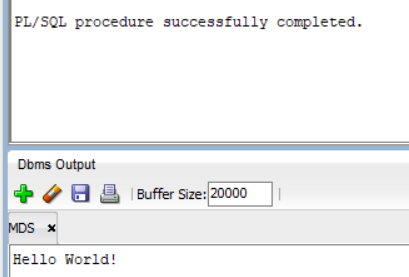 PL/SQL procedure successfully completed.
Dbms Output
Buffer Size: 20000
MDS
Hello World!